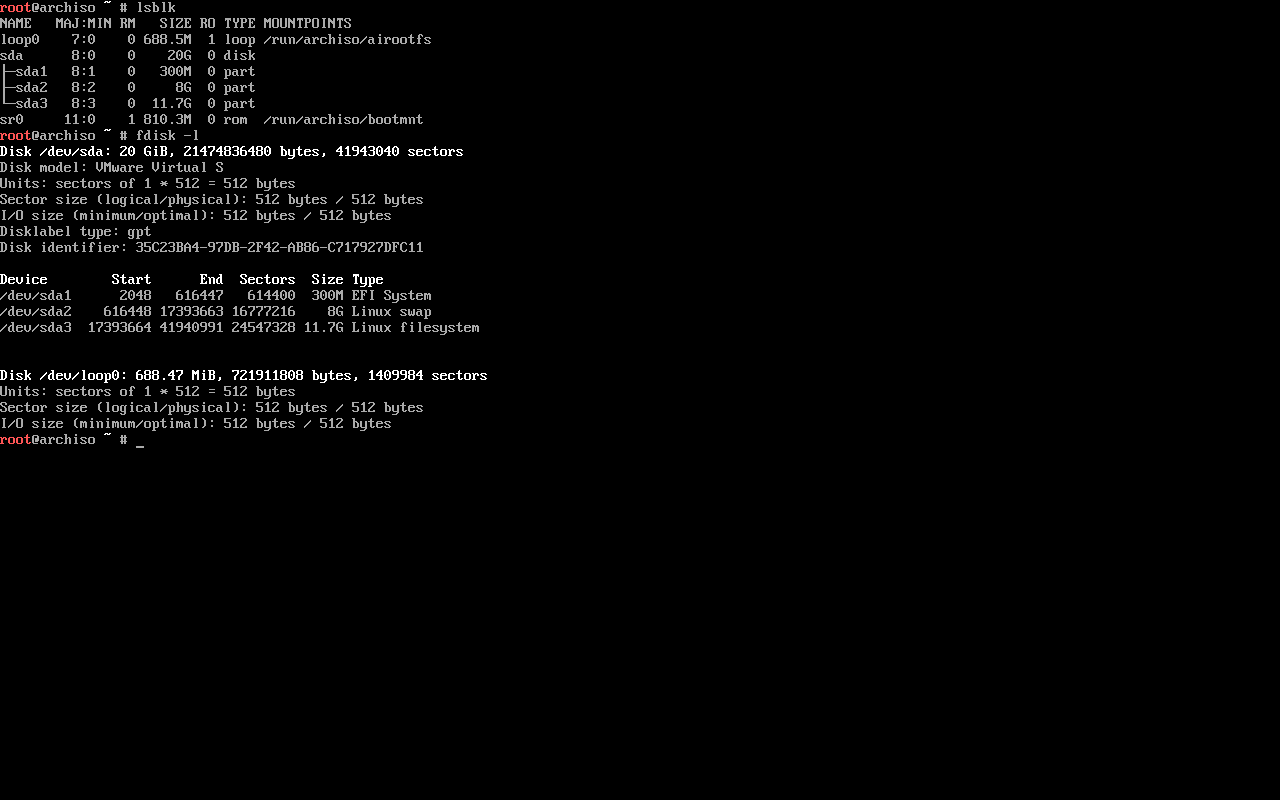 root@archiso ~ # lsblk
NAME   MAJ:MIN RM   SIZE RO TYPE MOUNTPOINTS
loop0    7:0    0 688.5M  1 loop /run/archiso/airootfs
sda      8:0    0    20G  0 disk
├─sda1   8:1    0   300M  0 part
├─sda2   8:2    0     8G  0 part
└─sda3   8:3    0  11.7G  0 part
sr0     11:0    1 810.3M  0 rom  /run/archiso/bootmnt
root@archiso ~ # fdisk -l
Disk /dev/sda: 20 GiB, 21474836480 bytes, 41943040 sectors
Disk model: VMware Virtual S
Units: sectors of 1 * 512 = 512 bytes
Sector size (logical/physical): 512 bytes / 512 bytes
I/O size (minimum/optimal): 512 bytes / 512 bytes
Disklabel type: gpt
Disk identifier: 35C23BA4-97DB-2F42-AB86-C717927DFC11

Device        Start      End  Sectors  Size Type
/dev/sda1      2048   616447   614400  300M EFI System
/dev/sda2    616448 17393663 16777216    8G Linux swap
/dev/sda3  17393664 41940991 24547328 11.7G Linux filesystem

Disk /dev/loop0: 688.47 MiB, 721911808 bytes, 1409984 sectors
Units: sectors of 1 * 512 = 512 bytes
Sector size (logical/physical): 512 bytes / 512 bytes
I/O size (minimum/optimal): 512 bytes / 512 bytes
root@archiso ~ # _